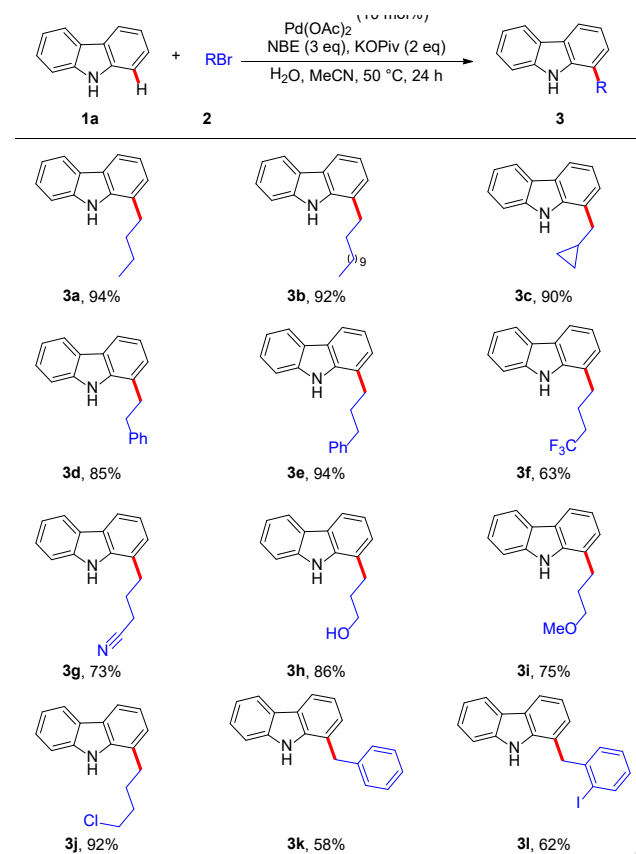 Pd(OAc)₂ mol%)
NBE (3 eq), KOPiv (2 eq)
+ RBr
H₂O, MeCN, 50 °C, 24 h
N
H
H
N
H
R
1a 2 3
N
H
N
H
N
H
( )9
3a, 94% 3b, 92% 3c, 90%
N
H
N
H
N
H
Ph Ph F₃C
3d, 85% 3e, 94% 3f, 63%
N
H
N
H
N
H
N HO MeO
3g, 73% 3h, 86% 3i, 75%
N
H
N
H
N
H
Cl I
3j, 92% 3k, 58% 3l, 62%